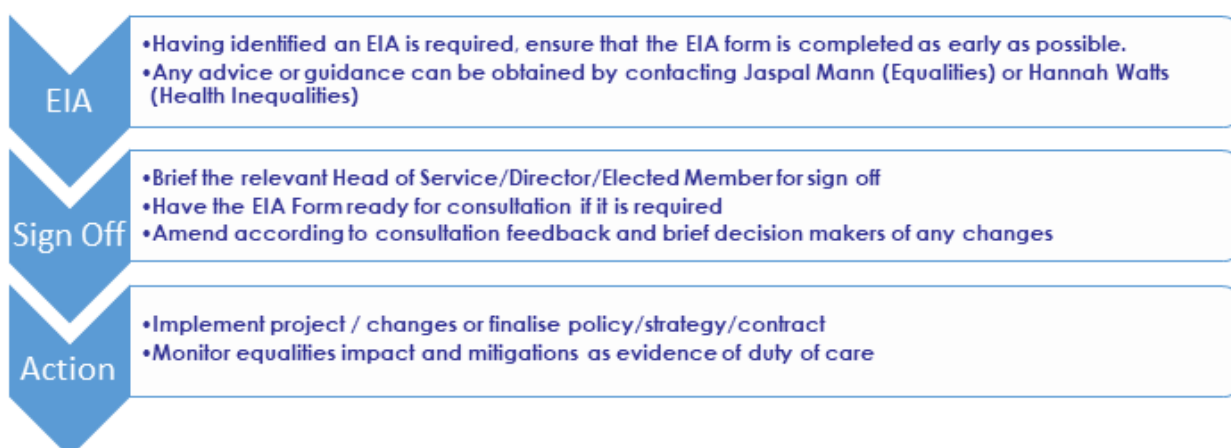 EIA
•Having identified an EIA is required, ensure that the EIA form is completed as early as possible.
•Any advice or guidance can be obtained by contacting Jaspal Mann (Equalities) or Hannah Watts
(Health Inequalities)
Sign Off
•Brief the relevant Head of Service/Director/Elected Member for sign off
•Have the EIA Form ready for consultation if it is required
•Amend according to consultation feedback and brief decision makers of any changes
Action
•Implement project / changes or finalise policy/strategy/contract
•Monitor equalities impact and mitigations as evidence of duty of care